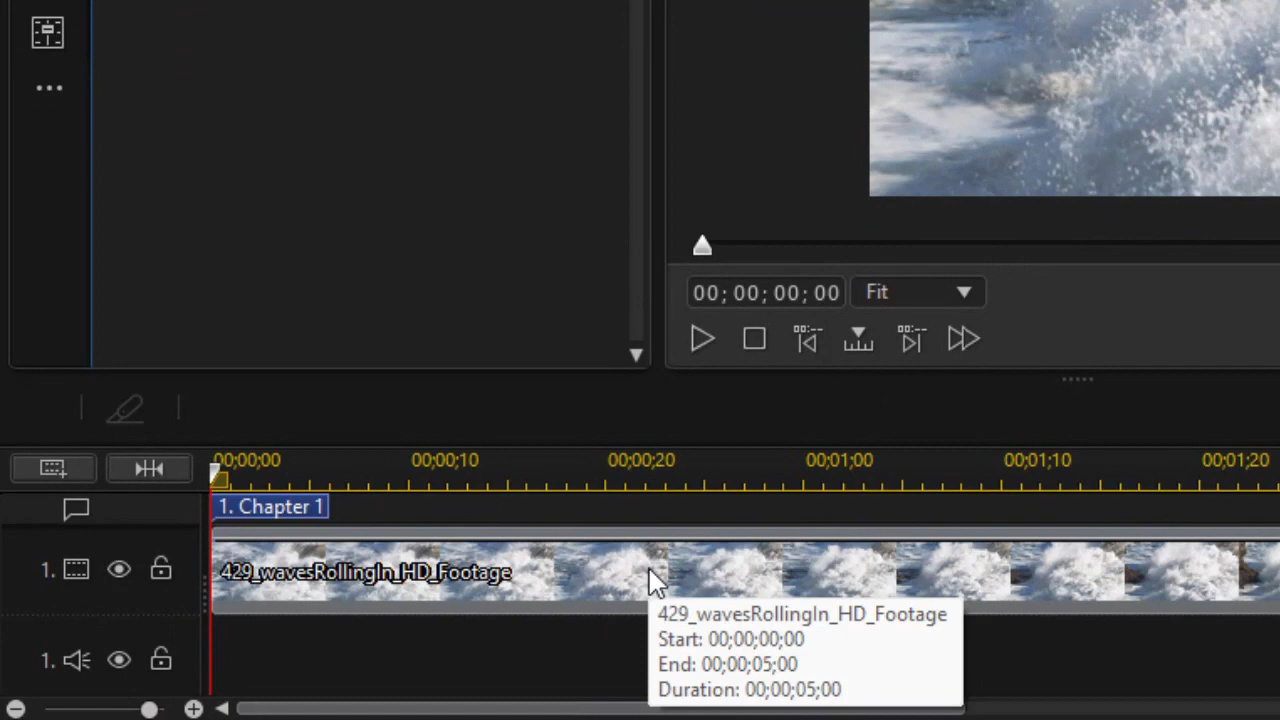 00; 00; 00; 00
Fit
00;00;00
00;00;10
00;00;20
00;01;00
00;01;10
00;01;20
1. Chapter 1
1.
429_wavesRollingIn_HD_Footage
429_wavesRollingIn_HD_Footage
Start: 00;00;00;00
End: 00;00;05;00
Duration: 00;00;05;00
1.